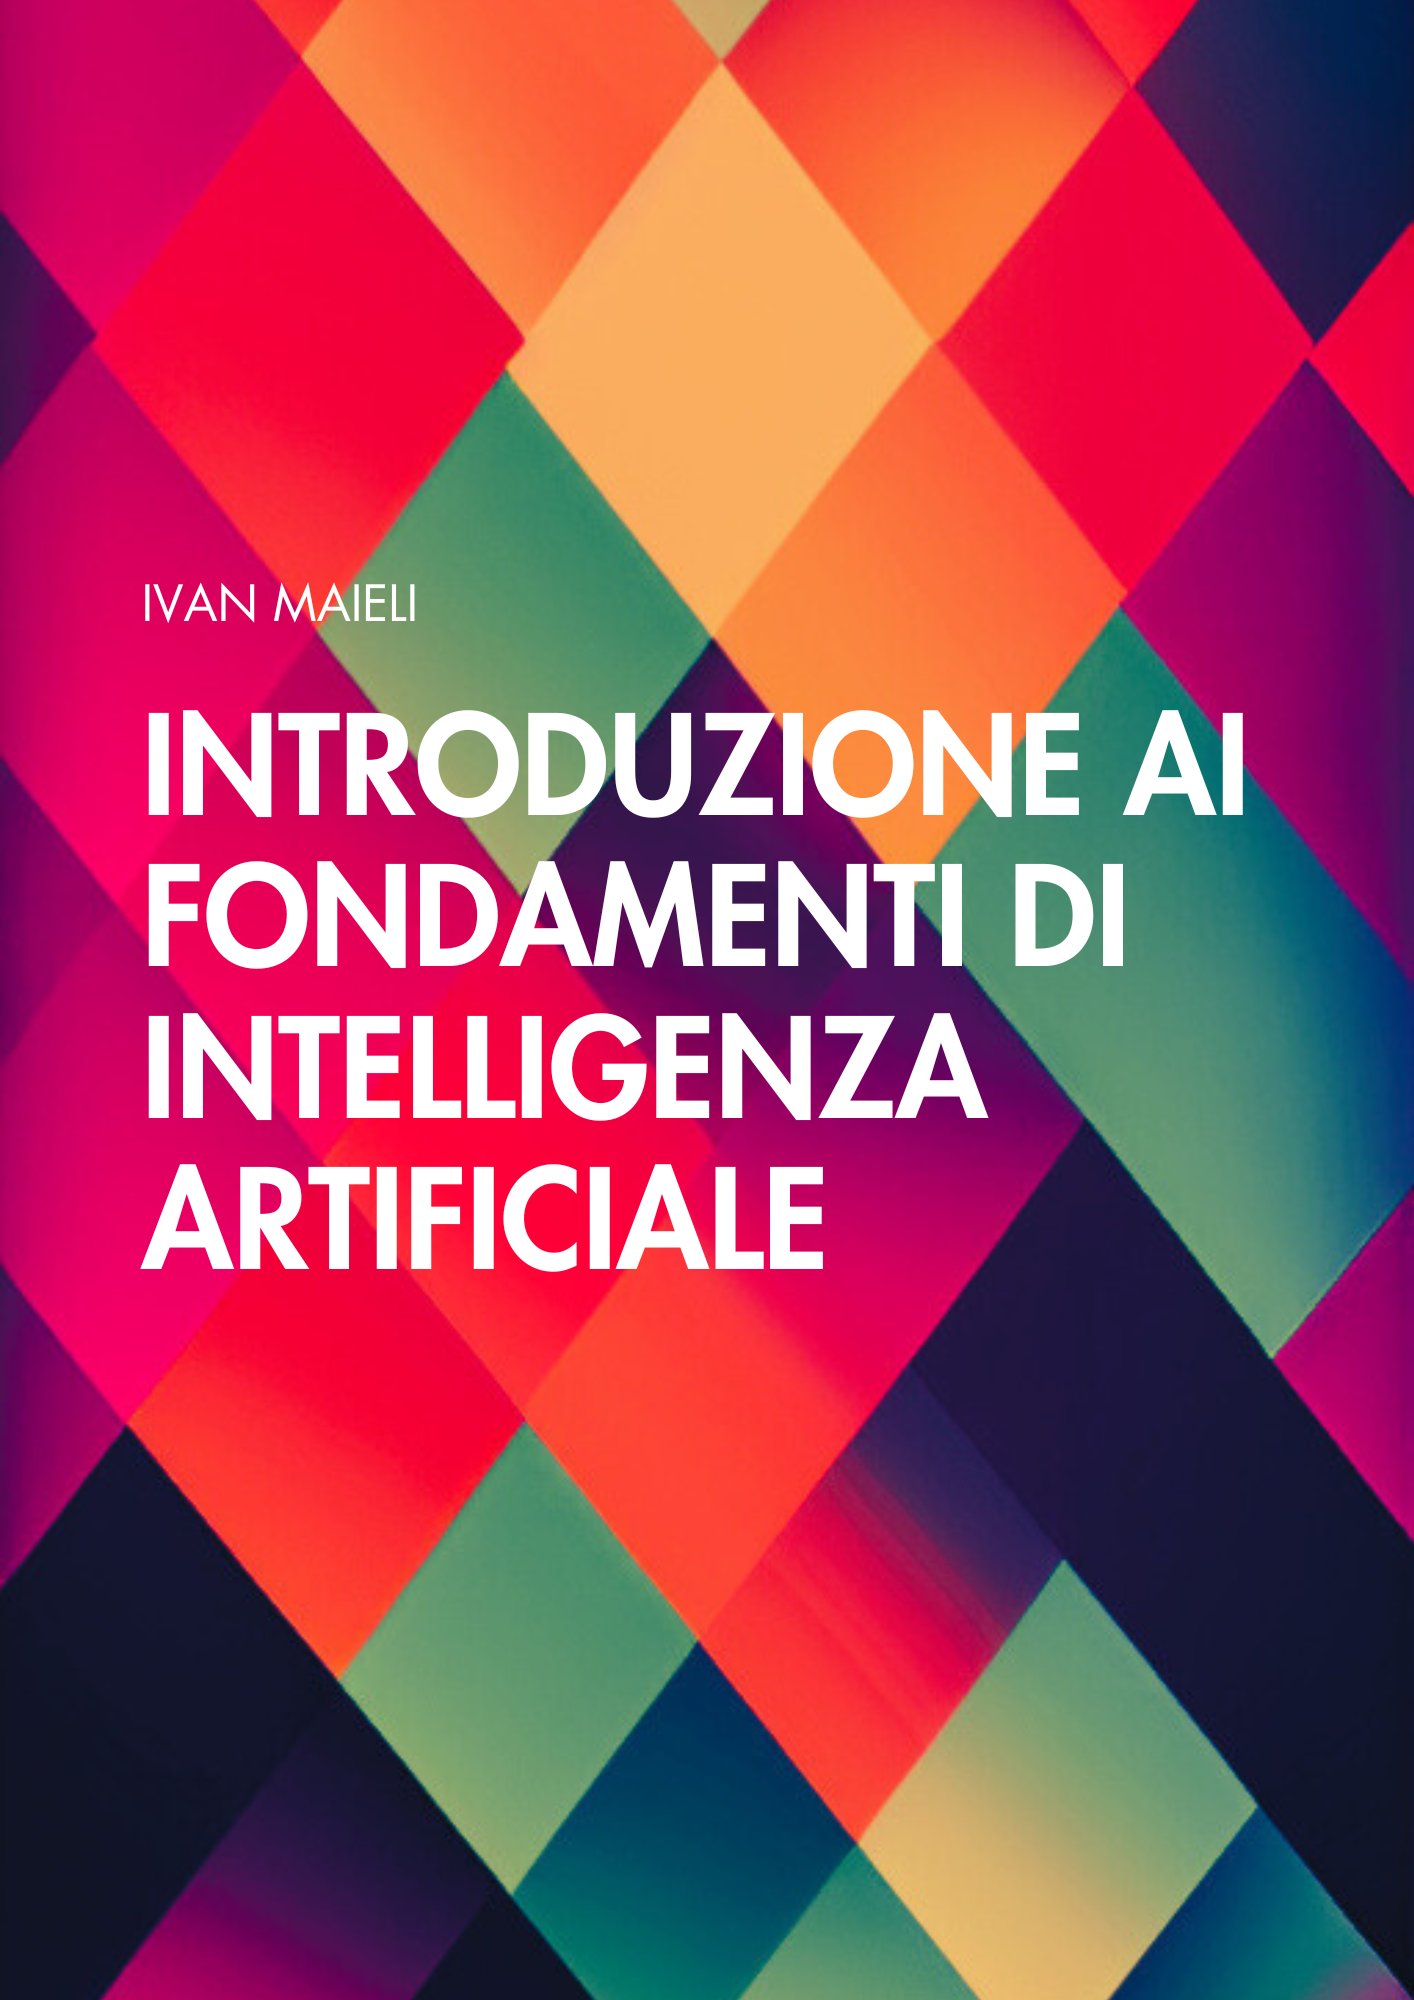 IVAN MAIELI
INTRODUZIONE AI
FONDAMENTI DI
INTELLIGENZA
ARTIFICIALE